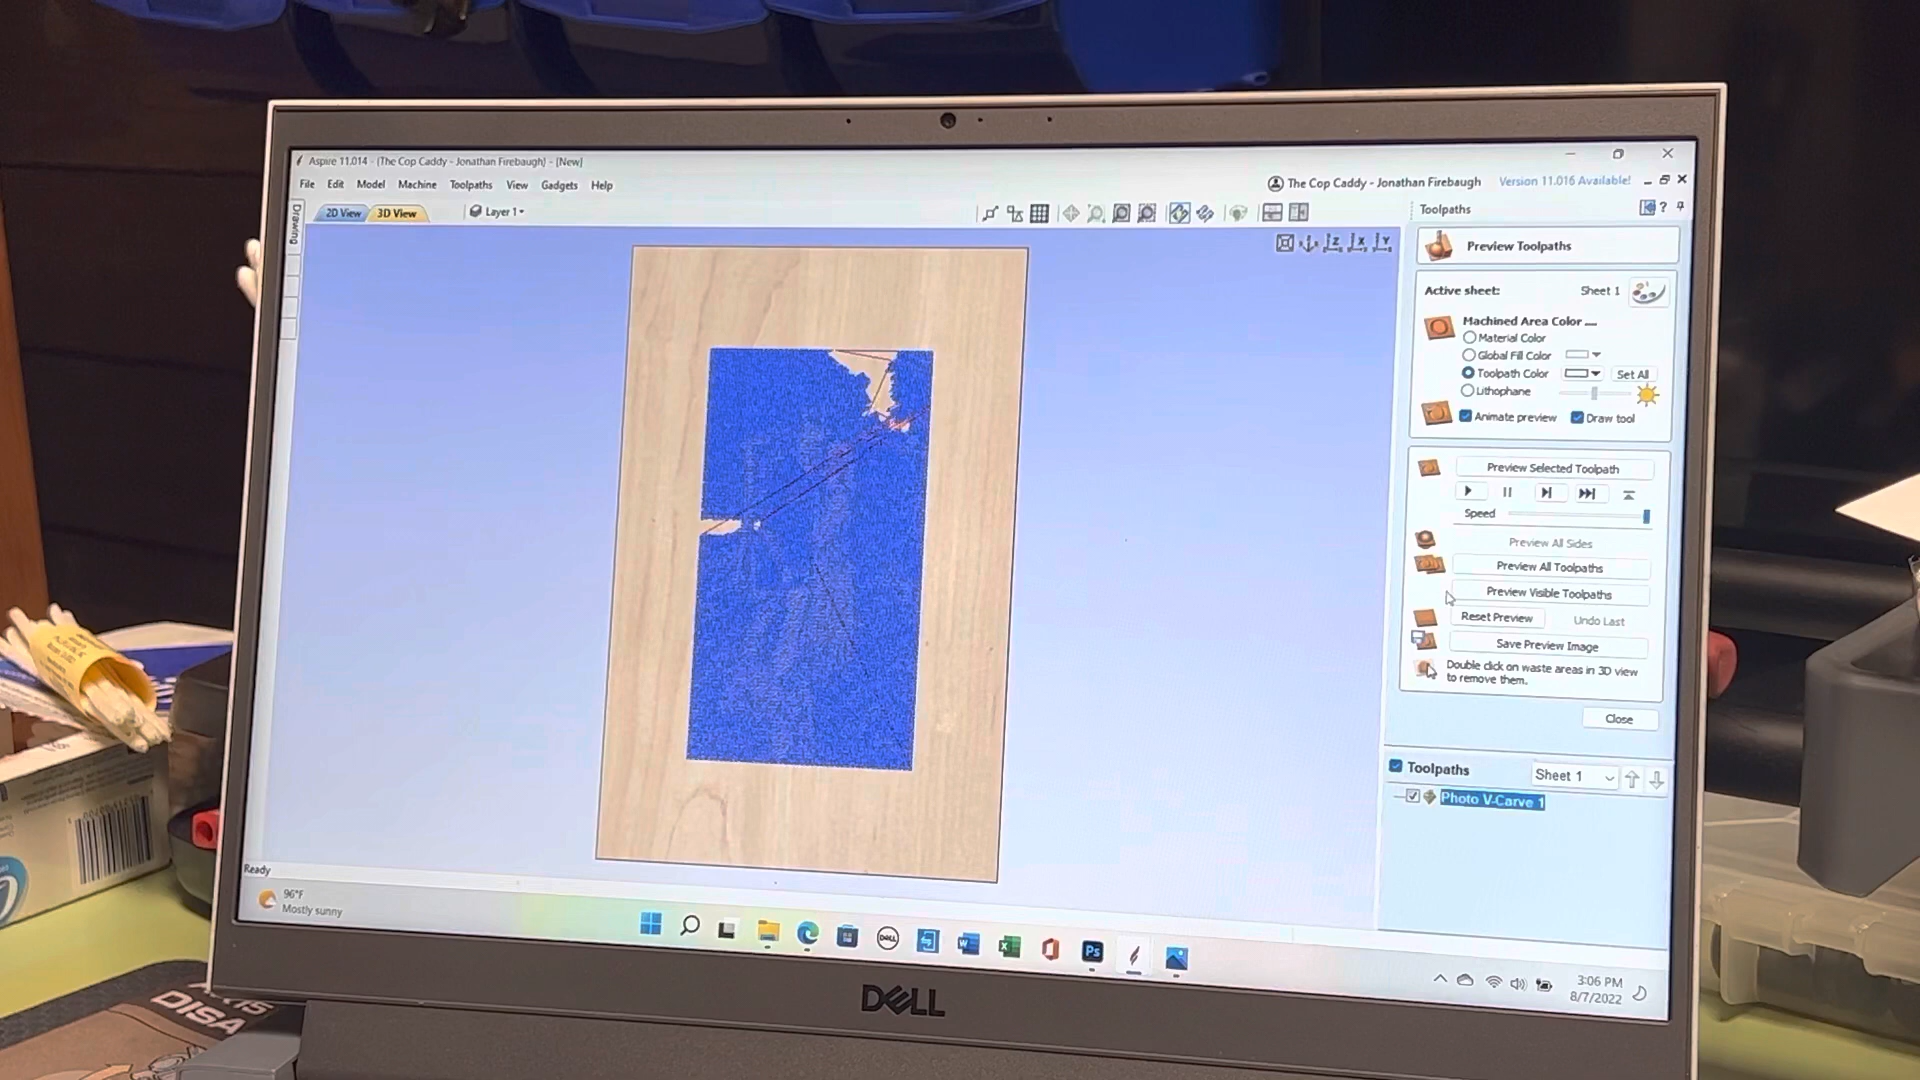 Aspire 11.014 - {The Cop Caddy - Jonathan Firebaugh} - [New]
File Edit Model Machine Toolpaths View Gadgets Help
The Cop Caddy - Jonathan Firebaugh
Version 11.016 Available!
Drawing
2D View 3D View
Layer 1
Toolpaths
?
Z X Y
Preview Toolpaths
Active sheet: Sheet 1
Machined Area Color
Material Color
Global Fill Color
Toolpath Color Set All
Lithophane
Animate preview Draw tool
Preview Selected Toolpath
Speed
Preview All Sides
Preview All Toolpaths
Preview Visible Toolpaths
Reset Preview Undo Last
Save Preview Image
Double click on waste areas in 3D view
to remove them.
Close
Toolpaths Sheet 1
Photo V-Carve 1
Ready
96°F
Mostly sunny
DELL
W
X
Ps
3:06 PM
8/7/2022
DELL
DISA